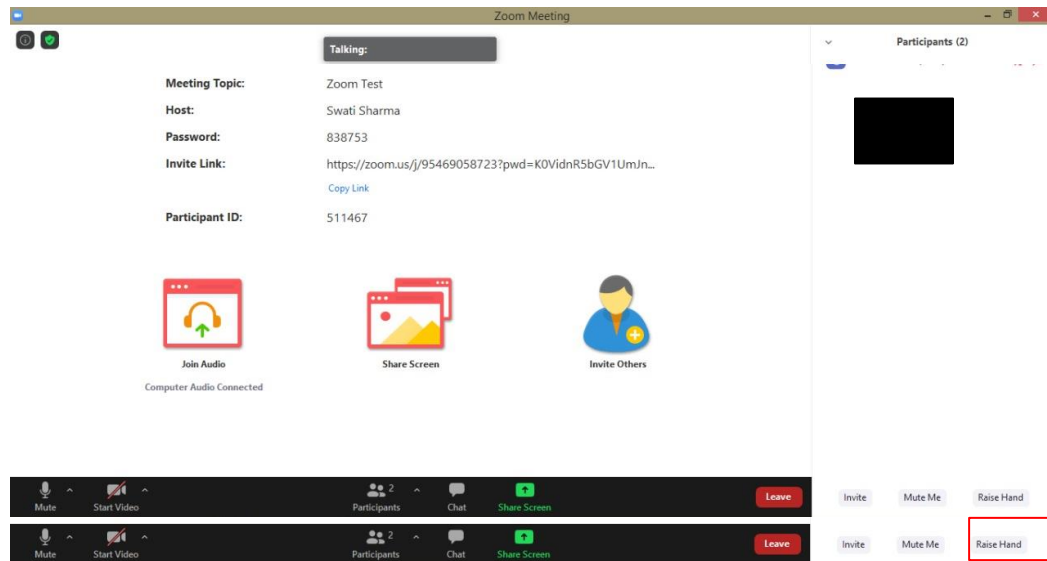 Zoom Meeting
Talking:
Participants (2)
Meeting Topic: Zoom Test
Host: Swati Sharma
Password: 838753
Invite Link: https://zoom.us/j/95469058723?pwd=K0VidnR5bGV1UmJn...
Copy Link
Participant ID: 511467
Join Audio Share Screen Invite Others
Computer Audio Connected
Mute Start Video Participants 2 Chat Share Screen Leave Invite Mute Me Raise Hand
Mute Start Video Participants 2 Chat Share Screen Leave Invite Mute Me Raise Hand